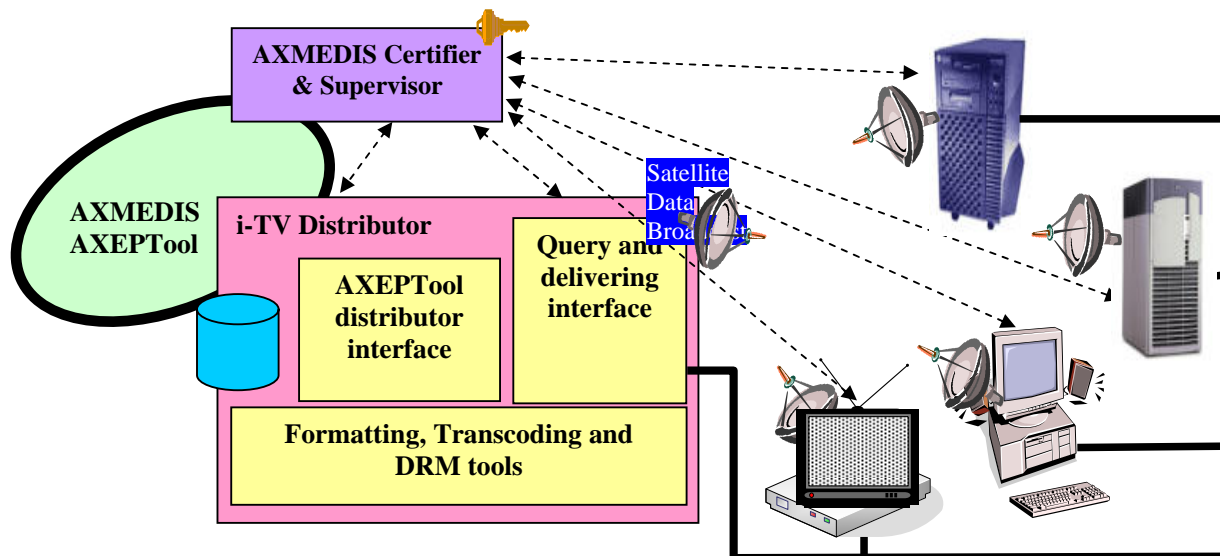 AXMEDIS Certifier
& Supervisor
AXMEDIS
AXEPTool
i-TV Distributor
AXEPTool
distributor
interface
Query and
delivering
interface
Satellite
Data
Broadcast
Formatting, Transcoding and
DRM tools